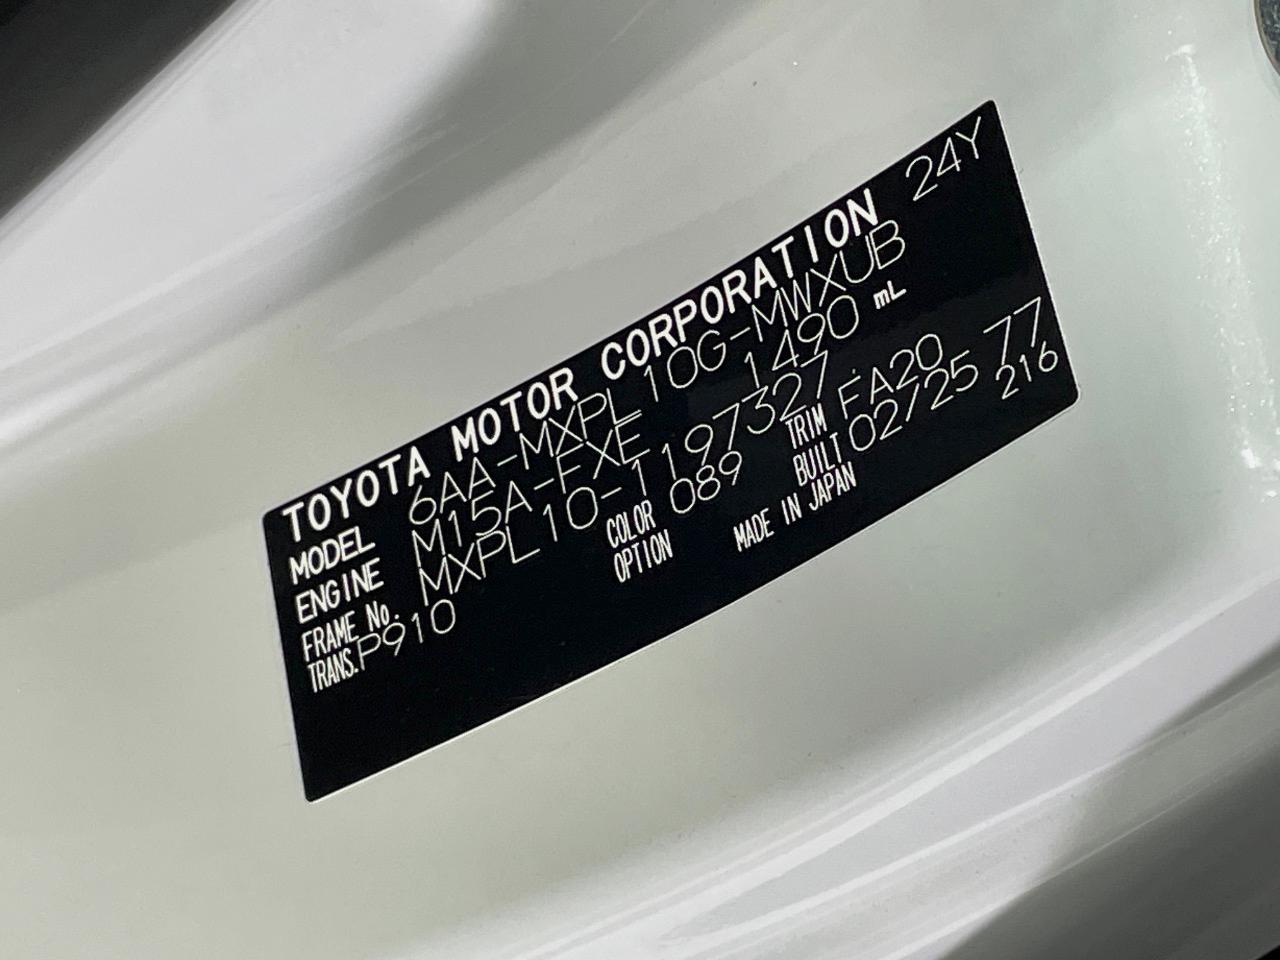 TOYOTA MOTOR CORPORATION 24Y
MODEL 6AA-MXPL10G-MWXUB
ENGINE M15A-FXE 1490 mL
FRAME No. MXPL10-1197327
TRANS. P910 COLOR 089 TRIM FA20 77
OPTION BUILT 02/25 216
MADE IN JAPAN